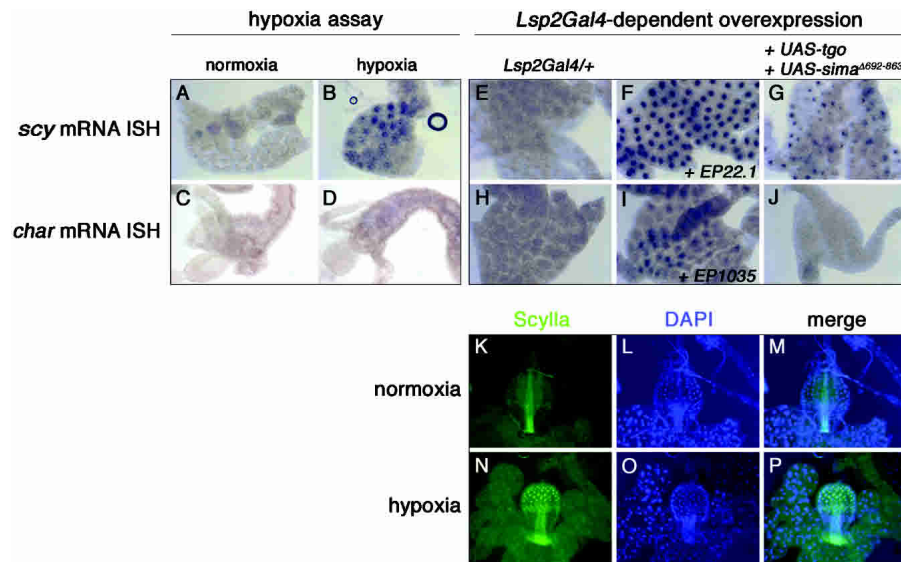 hypoxia assay
Lsp2Gal4-dependent overexpression
normoxia
hypoxia
Lsp2Gal4/+
+ UAS-tgo
+ UAS-simaΔ692-863
scy mRNA ISH
A
B
E
F
G
+ EP22.1
char mRNA ISH
C
D
H
I
J
+ EP1035
Scylla
DAPI
merge
normoxia
K
L
M
hypoxia
N
O
P